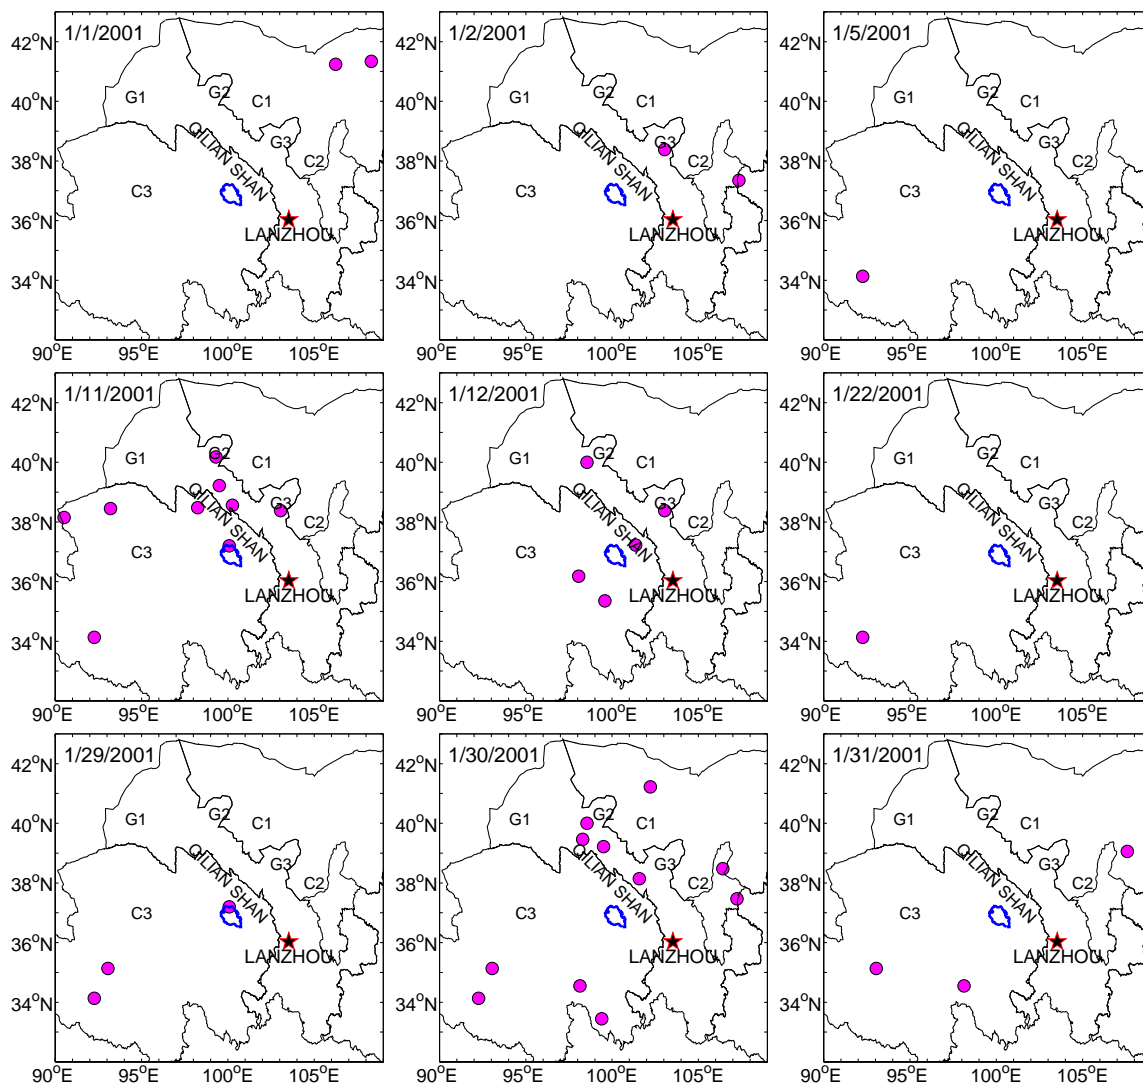 1/1/2001
42°N
40°N
38°N
36°N
34°N
G1
G2
C1
QILIAN SHAN
G3
C2
C3
LANZHOU
90°E
95°E
100°E
105°E
1/2/2001
42°N
40°N
38°N
36°N
34°N
G1
G2
C1
QILIAN SHAN
G3
C2
C3
LANZHOU
90°E
95°E
100°E
105°E
1/5/2001
42°N
40°N
38°N
36°N
34°N
G1
G2
C1
QILIAN SHAN
G3
C2
C3
LANZHOU
90°E
95°E
100°E
105°E
1/11/2001
42°N
40°N
38°N
36°N
34°N
G1
G2
C1
QILIAN SHAN
G3
C2
C3
LANZHOU
90°E
95°E
100°E
105°E
1/12/2001
42°N
40°N
38°N
36°N
34°N
G1
G2
C1
QILIAN SHAN
G3
C2
C3
LANZHOU
90°E
95°E
100°E
105°E
1/22/2001
42°N
40°N
38°N
36°N
34°N
G1
G2
C1
QILIAN SHAN
G3
C2
C3
LANZHOU
90°E
95°E
100°E
105°E
1/29/2001
42°N
40°N
38°N
36°N
34°N
G1
G2
C1
QILIAN SHAN
G3
C2
C3
LANZHOU
90°E
95°E
100°E
105°E
1/30/2001
42°N
40°N
38°N
36°N
34°N
G1
G2
C1
QILIAN SHAN
G3
C2
C3
LANZHOU
90°E
95°E
100°E
105°E
1/31/2001
42°N
40°N
38°N
36°N
34°N
G1
G2
C1
QILIAN SHAN
G3
C2
C3
LANZHOU
90°E
95°E
100°E
105°E